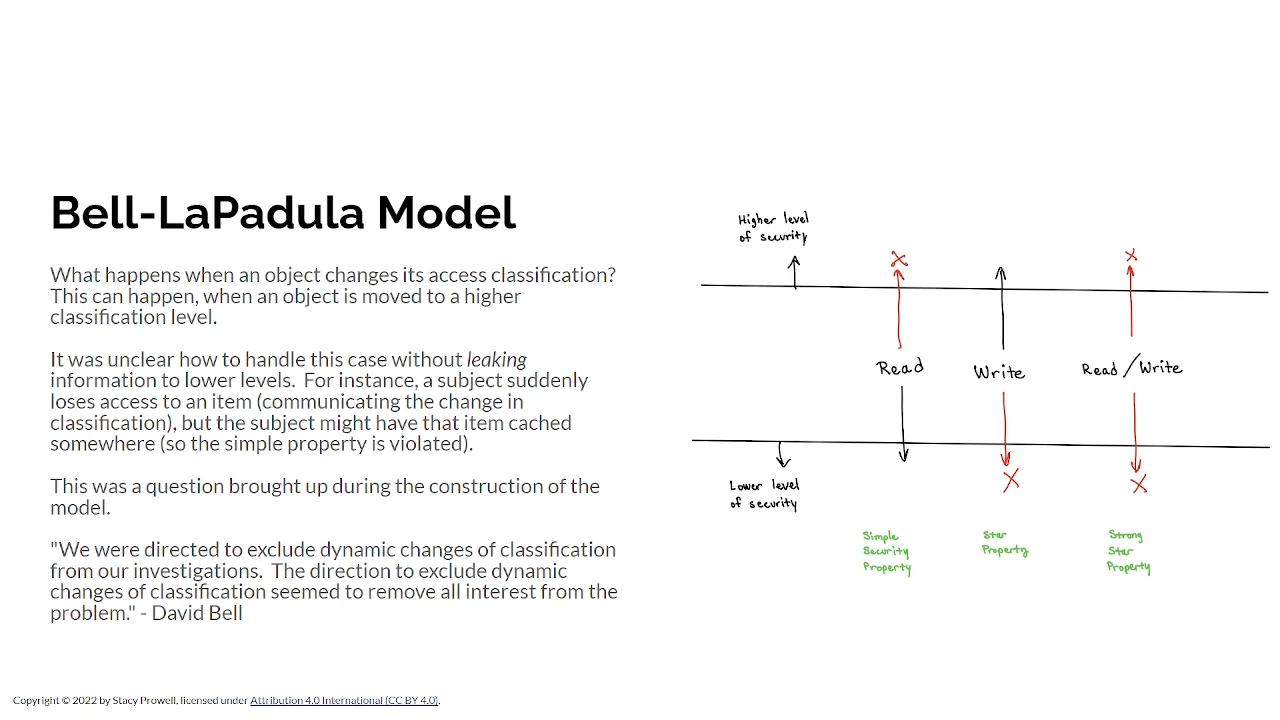 Bell-LaPadula Model
What happens when an object changes its access classification?
This can happen, when an object is moved to a higher
classification level.
It was unclear how to handle this case without leaking
information to lower levels.  For instance, a subject suddenly
loses access to an item (communicating the change in
classification), but the subject might have that item cached
somewhere (so the simple property is violated).
This was a question brought up during the construction of the
model.
"We were directed to exclude dynamic changes of classification
from our investigations.  The direction to exclude dynamic
changes of classification seemed to remove all interest from the
problem." - David Bell
Higher level
of security
X
X
Read
Write
Read/Write
X
X
Lower level
of security
Simple
Security
Property
Star
Property
Strong
Star
Property
Copyright © 2022 by Stacy Prowell, licensed under Attribution 4.0 International (CC BY 4.0).